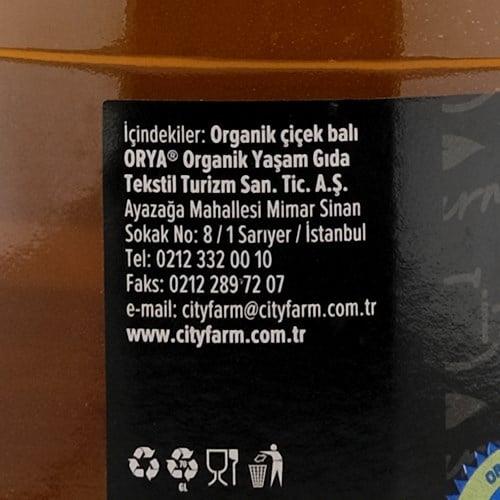 İçindekiler: Organik çiçek balı
ORYA® Organik Yaşam Gıda
Tekstil Turizm San. Tic. A.Ş.
Ayazağa Mahallesi Mimar Sinan
Sokak No: 8 / 1 Sarıyer / İstanbul
Tel: 0212 332 00 10
Faks: 0212 289 72 07
e-mail: cityfarm@cityfarm.com.tr
www.cityfarm.com.tr